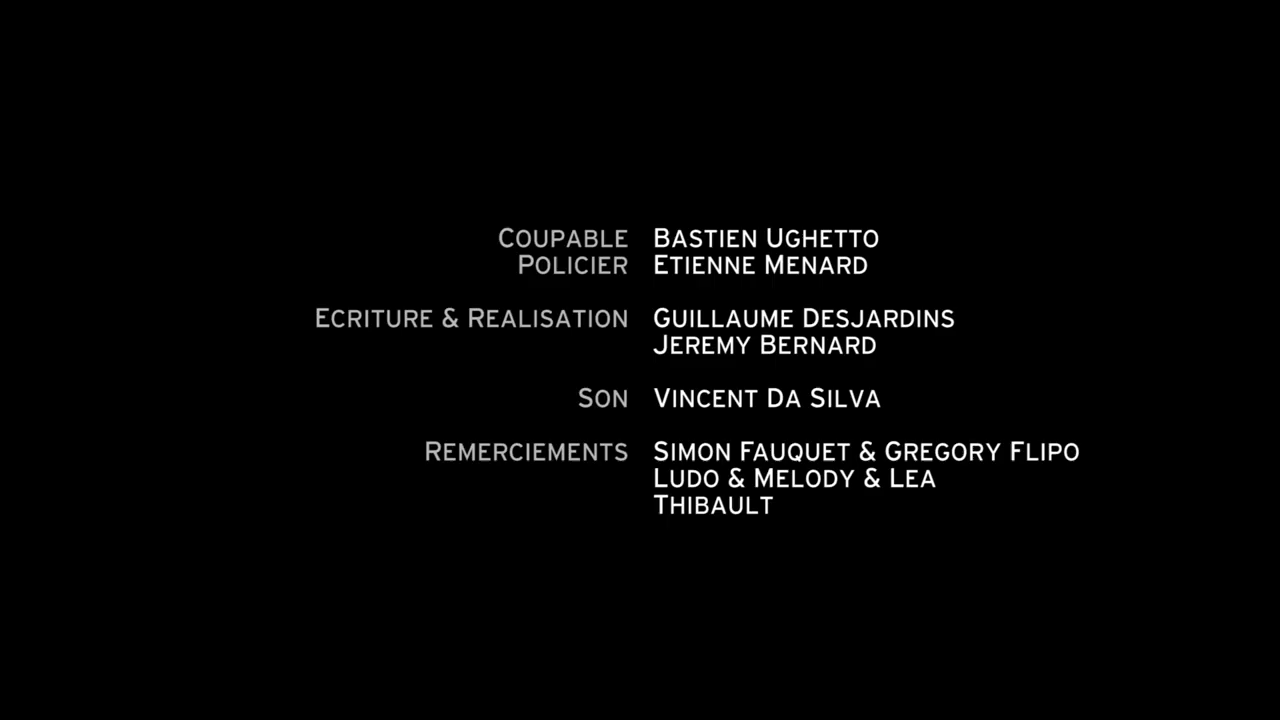 COUPABLE BASTIEN UGHETTO
POLICIER ETIENNE MENARD
ECRITURE & REALISATION GUILLAUME DESJARDINS
JEREMY BERNARD
SON VINCENT DA SILVA
REMERCIEMENTS SIMON FAUQUET & GREGORY FLIPO
LUDO & MELODY & LEA
THIBAULT